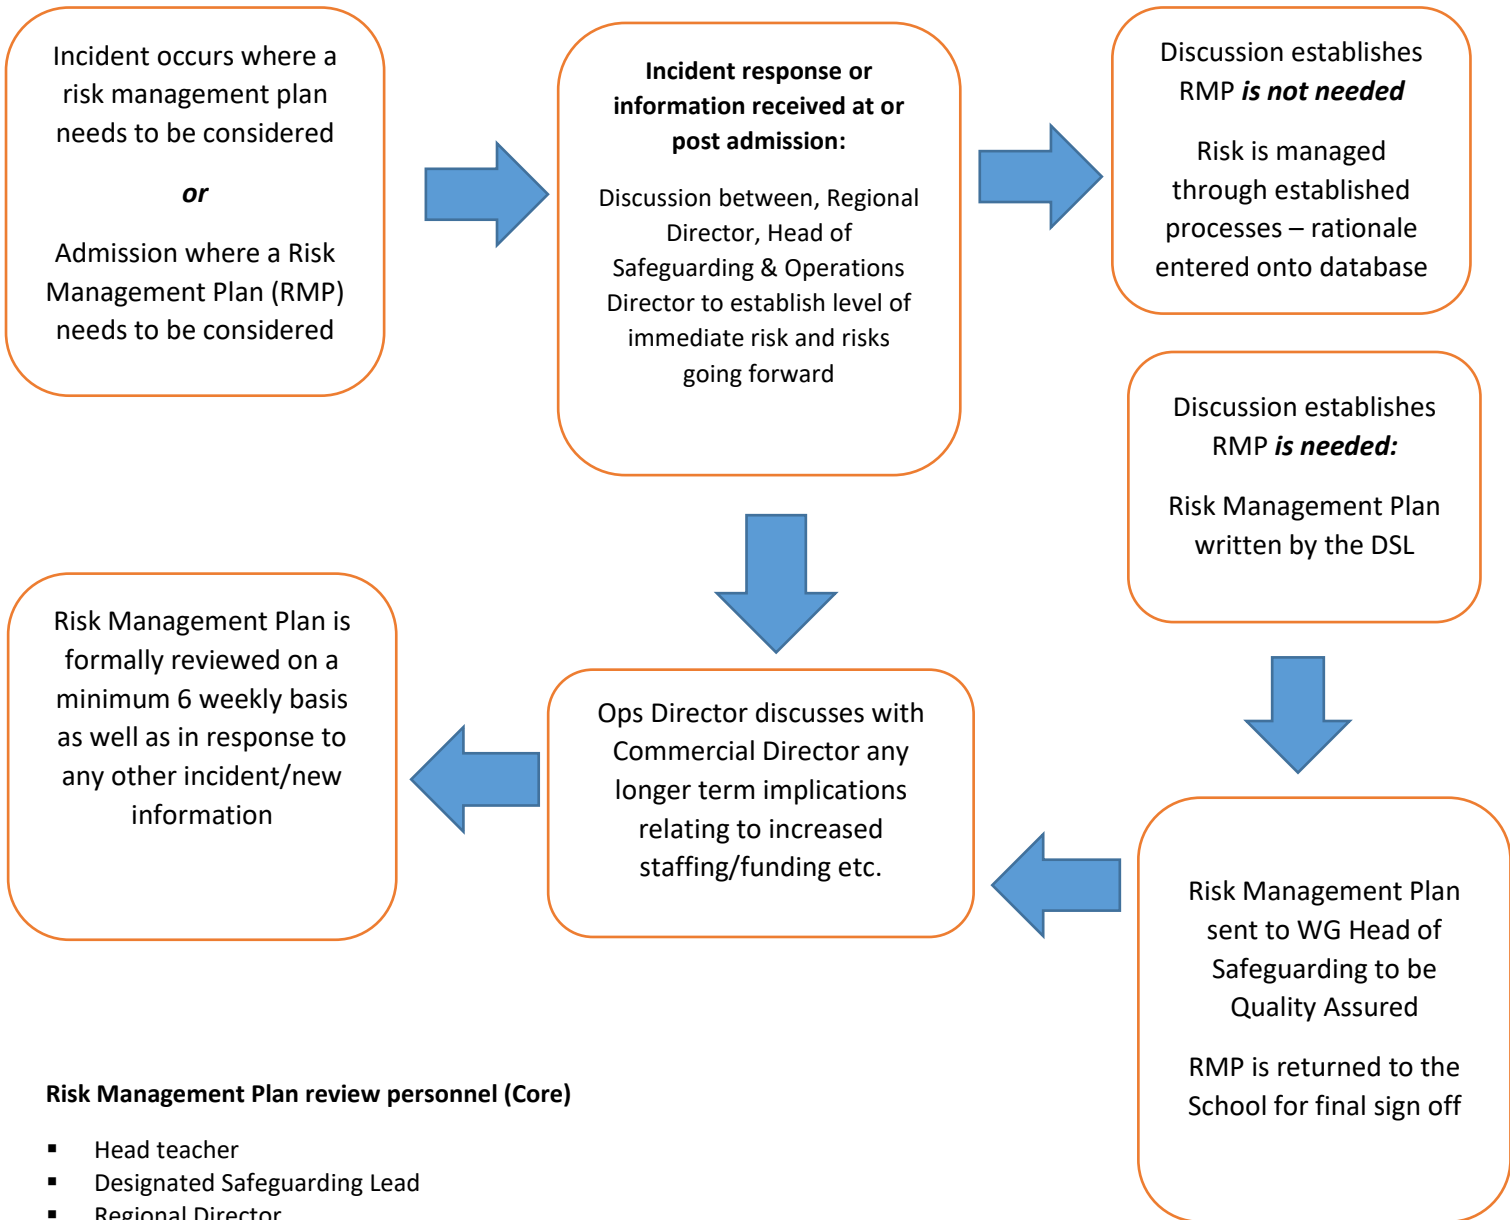 Incident occurs where a
risk management plan
needs to be considered
or
Admission where a Risk
Management Plan (RMP)
needs to be considered
Incident response or
information received at or
post admission:
Discussion between, Regional
Director, Head of
Safeguarding & Operations
Director to establish level of
immediate risk and risks
going forward
Discussion establishes
RMP is not needed
Risk is managed
through established
processes – rationale
entered onto database
Discussion establishes
RMP is needed:
Risk Management Plan
written by the DSL
Risk Management Plan
sent to WG Head of
Safeguarding to be
Quality Assured
RMP is returned to the
School for final sign off
Ops Director discusses with
Commercial Director any
longer term implications
relating to increased
staffing/funding etc.
Risk Management Plan is
formally reviewed on a
minimum 6 weekly basis
as well as in response to
any other incident/new
information
Risk Management Plan review personnel (Core)
▪ Head teacher
▪ Designated Safeguarding Lead
▪ Regional Director